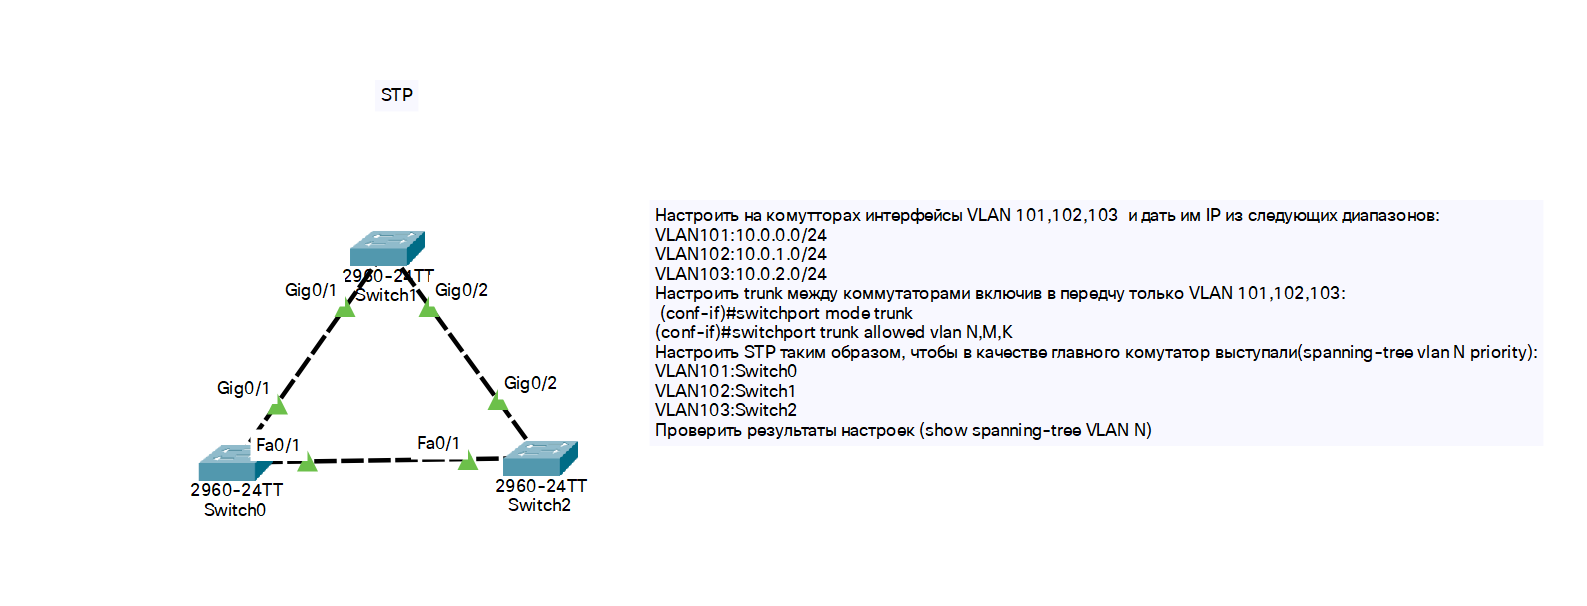 STP
2960-24TT
Switch1
Gig0/1
Gig0/2
Gig0/1
Gig0/2
Fa0/1
Fa0/1
2960-24TT
Switch0
2960-24TT
Switch2
Настроить на комутторах интерфейсы VLAN 101,102,103  и дать им IP из следующих диапазонов:
VLAN101:10.0.0.0/24
VLAN102:10.0.1.0/24
VLAN103:10.0.2.0/24
Настроить trunk между коммутаторами включив в передчу только VLAN 101,102,103:
(conf-if)#switchport mode trunk
(conf-if)#switchport trunk allowed vlan N,M,K
Настроить STP таким образом, чтобы в качестве главного комутатор выступали(spanning-tree vlan N priority):
VLAN101:Switch0
VLAN102:Switch1
VLAN103:Switch2
Проверить результаты настроек (show spanning-tree VLAN N)